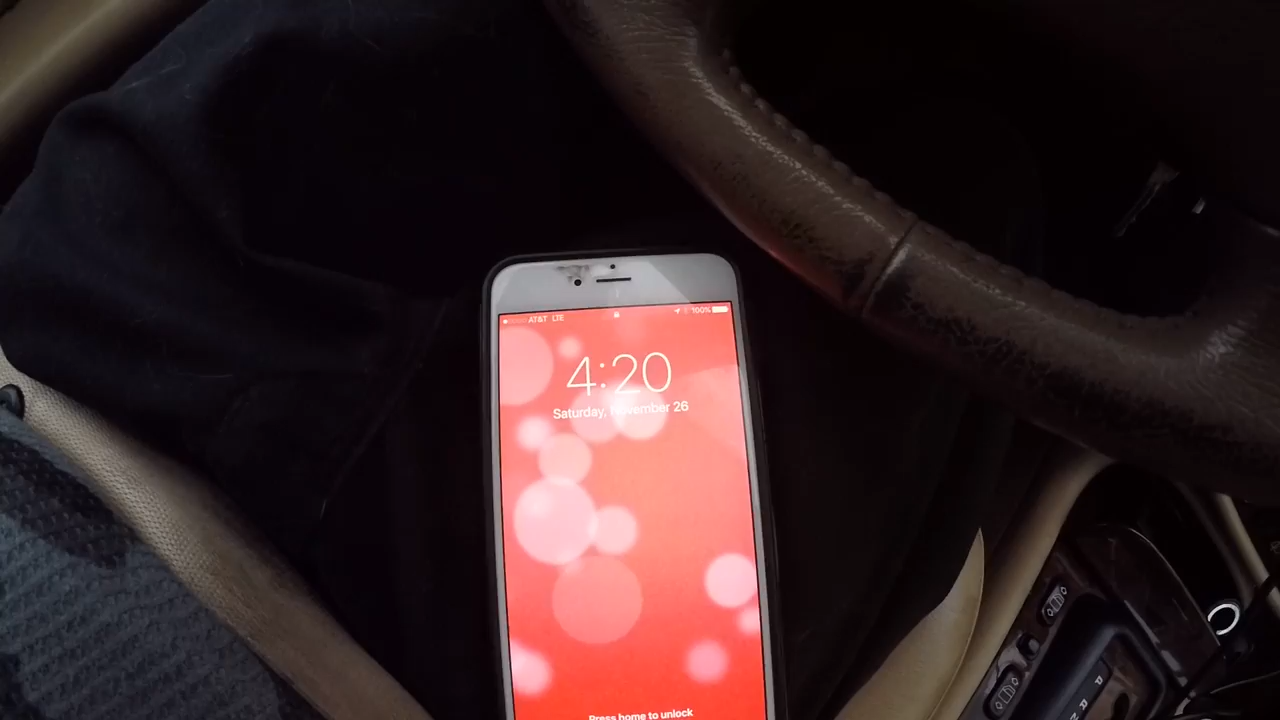 AT&T LTE 100%
4:20
Saturday, November 26
Press home to unlock
P
R
N